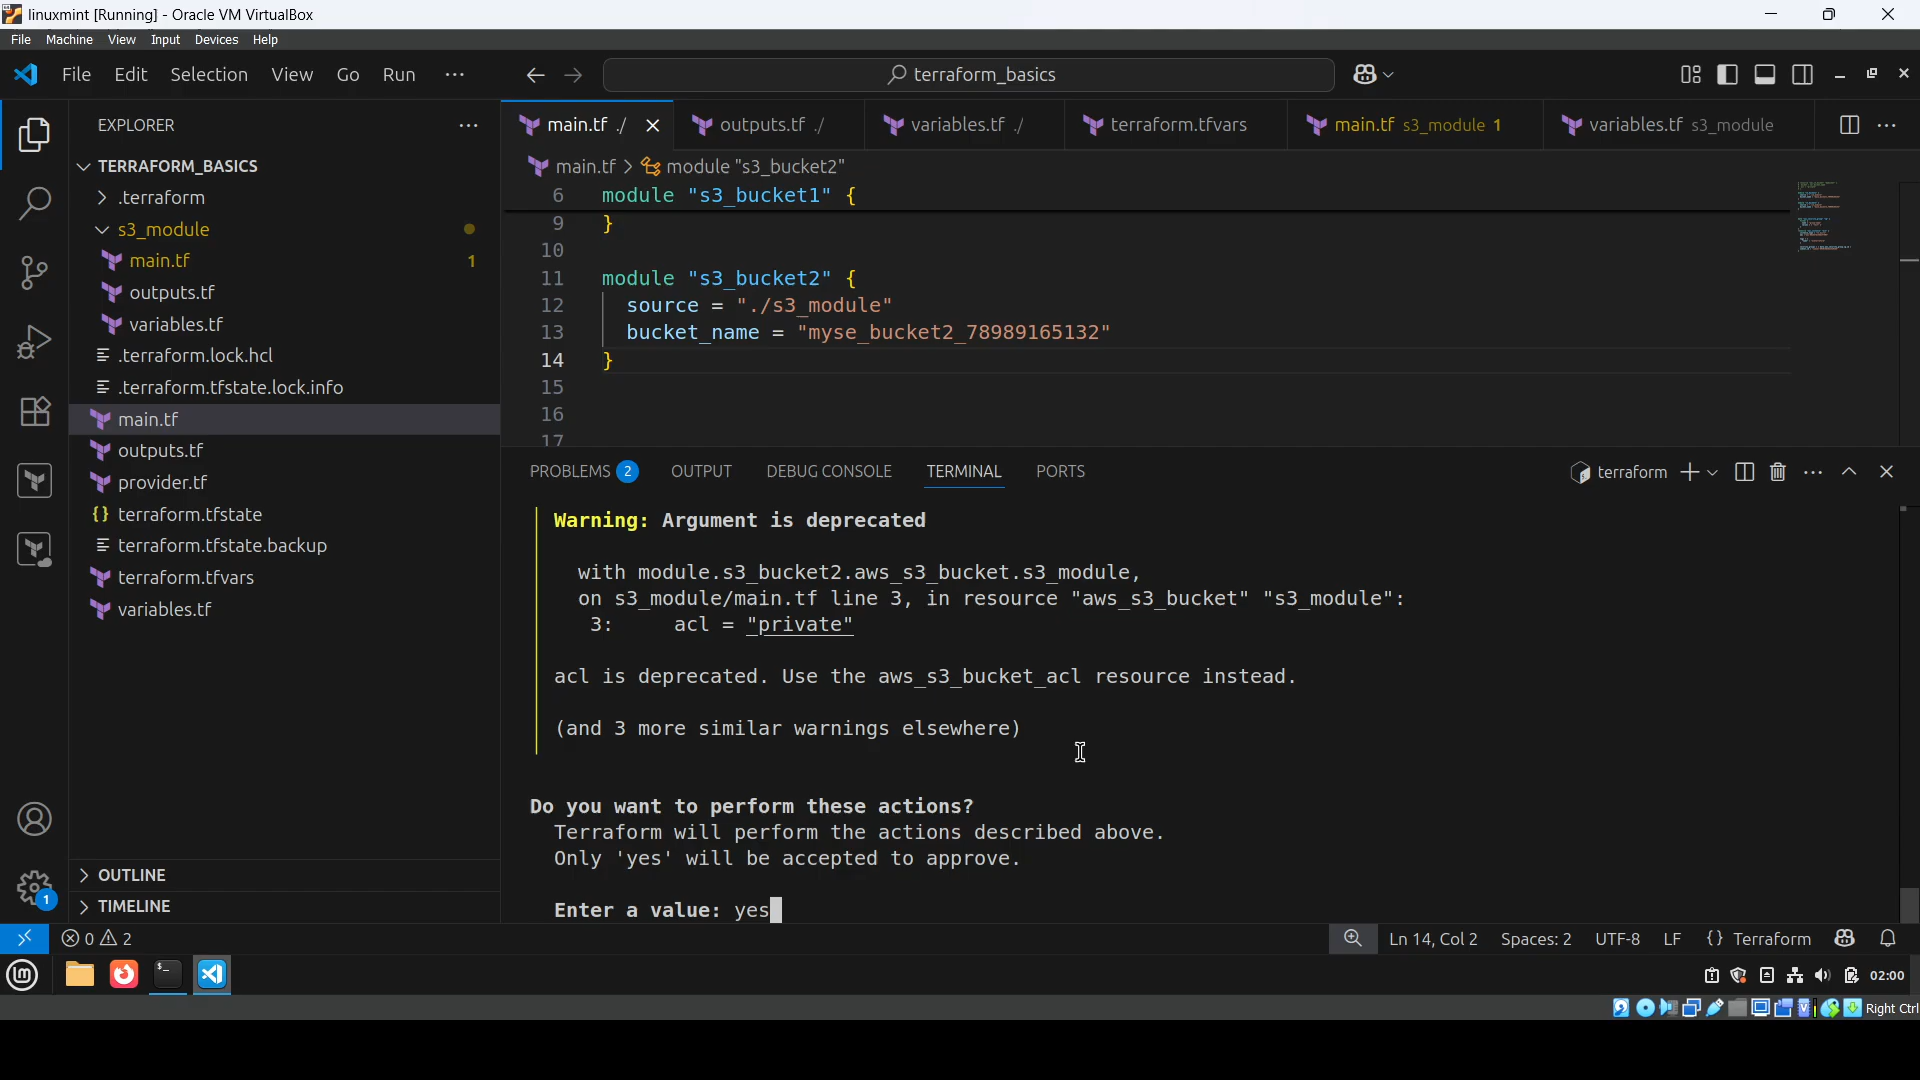 linuxmint [Running] - Oracle VM VirtualBox
File Machine View Input Devices Help
File Edit Selection View Go Run ···
terraform_basics
EXPLORER
TERRAFORM_BASICS
.terraform
s3_module
main.tf 1
outputs.tf
variables.tf
.terraform.lock.hcl
.terraform.tfstate.lock.info
main.tf
outputs.tf
provider.tf
{} terraform.tfstate
terraform.tfstate.backup
terraform.tfvars
variables.tf
OUTLINE
TIMELINE
main.tf ./
outputs.tf ./
variables.tf ./
terraform.tfvars
main.tf s3_module 1
variables.tf s3_module
main.tf > module "s3_bucket2"
6 module "s3_bucket1" {
9 }
10
11 module "s3_bucket2" {
12 source = "./s3_module"
13 bucket_name = "myse_bucket2_78989165132"
14 }
15
16
17
PROBLEMS 2 OUTPUT DEBUG CONSOLE TERMINAL PORTS
terraform
Warning: Argument is deprecated
with module.s3_bucket2.aws_s3_bucket.s3_module,
on s3_module/main.tf line 3, in resource "aws_s3_bucket" "s3_module":
3: acl = "private"
acl is deprecated. Use the aws_s3_bucket_acl resource instead.
(and 3 more similar warnings elsewhere)
Do you want to perform these actions?
Terraform will perform the actions described above.
Only 'yes' will be accepted to approve.
Enter a value: yes
1
0 2
Ln 14, Col 2 Spaces: 2 UTF-8 LF {} Terraform
02:00
Right Ctrl